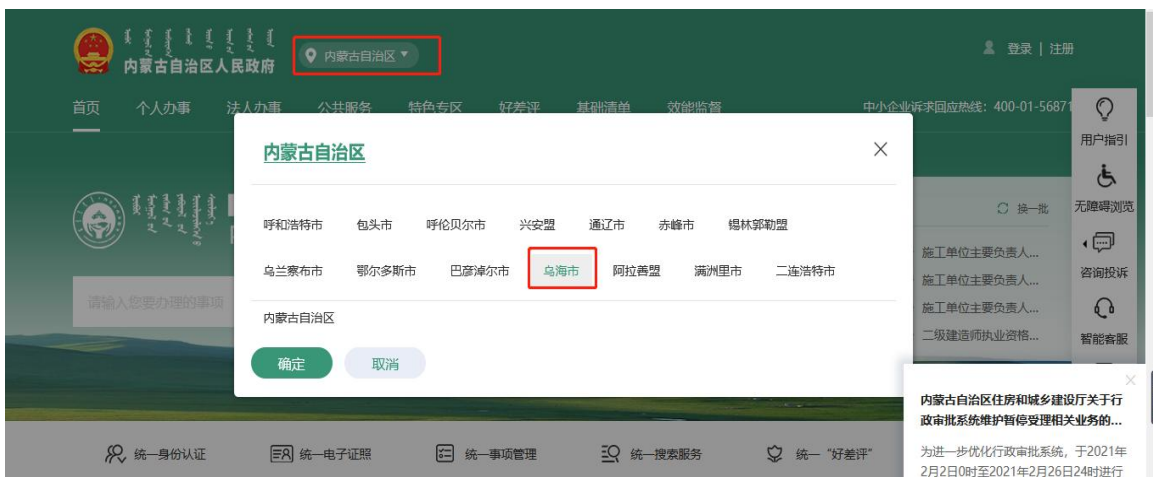 内蒙古自治区人民政府
内蒙古自治区
登录 | 注册
首页 个人办事 法人办事 公共服务 特色专区 好差评 基础清单 效能监督 中小企业诉求回应热线：400-01-56871
用户指引
内蒙古自治区
无障碍浏览
换一批
呼和浩特市 包头市 呼伦贝尔市 兴安盟 通辽市 赤峰市 锡林郭勒盟
乌兰察布市 鄂尔多斯市 巴彦淖尔市 乌海市 阿拉善盟 满洲里市 二连浩特市
施工单位主要负责人...
咨询投诉
施工单位主要负责人...
请输入您要办理的事项
施工单位主要负责人...
内蒙古自治区
二级建造师执业资格...
智能客服
确定 取消
内蒙古自治区住房和城乡建设厅关于行
政审批系统维护暂停受理相关业务的...
统一身份认证 统一电子证照 统一事项管理 统一搜索服务 统一“好差评”
为进一步优化行政审批系统，于2021年
2月2日0时至2021年2月26日24时进行